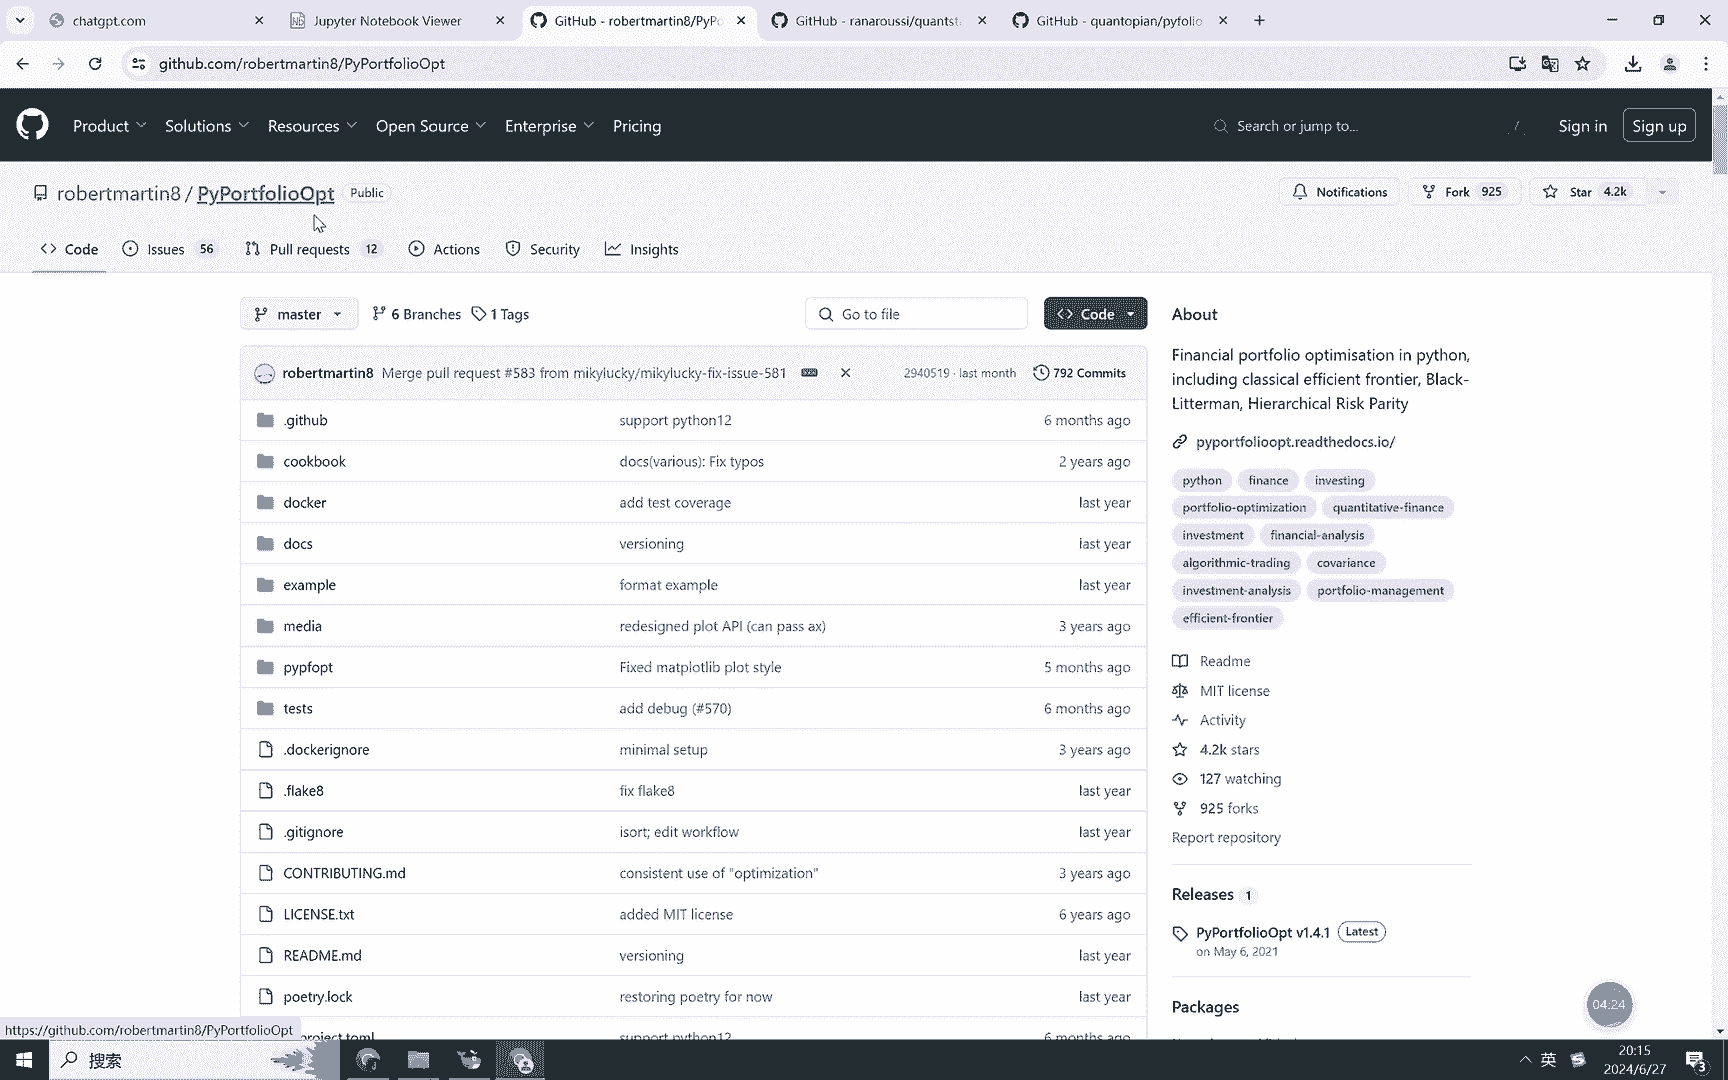 chatgpt.com
Jupyter Notebook Viewer
GitHub - robertmartin8/PyPo
GitHub - ranaroussi/quantsta
GitHub - quantopian/pyfolio
github.com/robertmartin8/PyPortfolioOpt
Product Solutions Resources Open Source Enterprise Pricing
Search or jump to...
/
Sign in
Sign up
robertmartin8 / PyPortfolioOpt Public
Notifications
Fork 925
Star 4.2k
Code
Issues 56
Pull requests 12
Actions
Security
Insights
master
6 Branches
1 Tags
Go to file
Code
robertmartin8 Merge pull request #583 from mikylucky/mikylucky-fix-issue-581
2940519 · last month
792 Commits
.github support python12 6 months ago
cookbook docs(various): Fix typos 2 years ago
docker add test coverage last year
docs versioning last year
example format example last year
media redesigned plot API (can pass ax) 3 years ago
pypfopt Fixed matplotlib plot style 5 months ago
tests add debug (#570) 6 months ago
.dockerignore minimal setup 3 years ago
.flake8 fix flake8 last year
.gitignore isort; edit workflow last year
CONTRIBUTING.md consistent use of "optimization" 3 years ago
LICENSE.txt added MIT license 6 years ago
README.md versioning last year
poetry.lock restoring poetry for now last year
project.toml support python12 6 months ago
About
Financial portfolio optimisation in python,
including classical efficient frontier, Black-
Litterman, Hierarchical Risk Parity
pyportfolioopt.readthedocs.io/
python finance investing
portfolio-optimization quantitative-finance
investment financial-analysis
algorithmic-trading covariance
investment-analysis portfolio-management
efficient-frontier
Readme
MIT license
Activity
4.2k stars
127 watching
925 forks
Report repository
Releases 1
PyPortfolioOpt v1.4.1 Latest
on May 6, 2021
Packages
04:24
https://github.com/robertmartin8/PyPortfolioOpt
搜索
英
20:15
2024/6/27
3